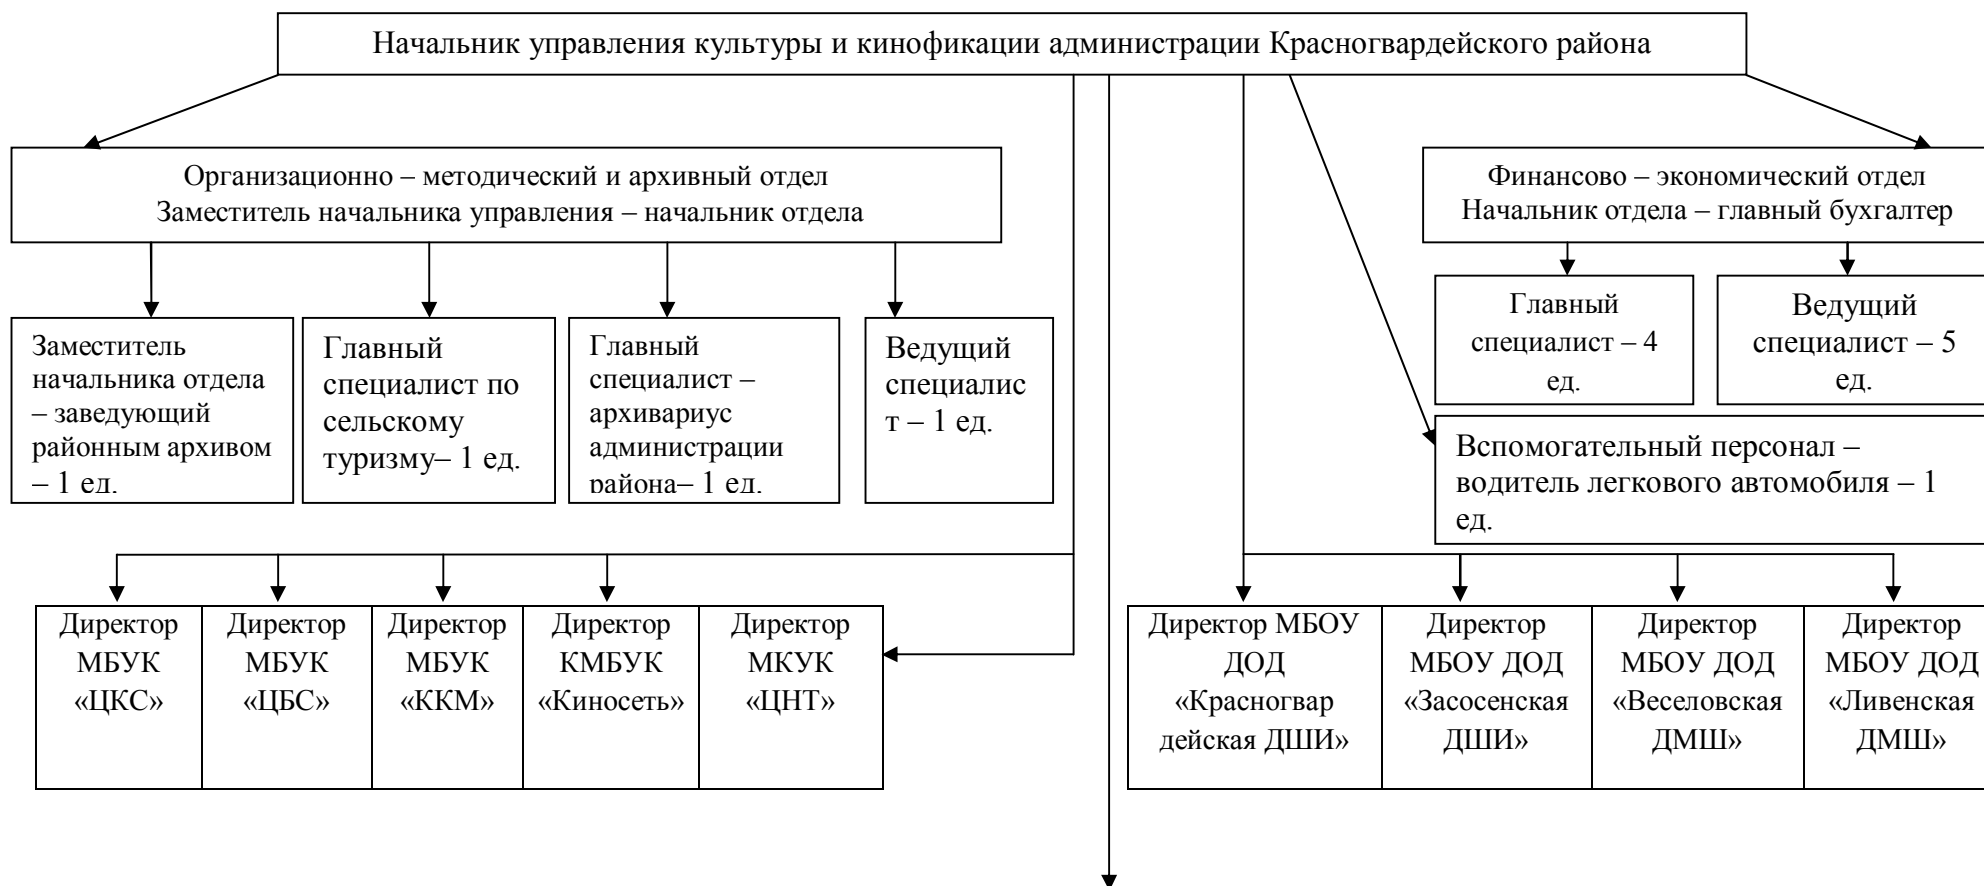 Начальник управления культуры и кинофикации администрации Красногвардейского района
Организационно – методический и архивный отдел
Заместитель начальника управления – начальник отдела
Финансово – экономический отдел
Начальник отдела – главный бухгалтер
Заместитель
начальника отдела
– заведующий
районным архивом
– 1 ед.
Главный
специалист по
сельскому
туризму– 1 ед.
Главный
специалист –
архивариус
администрации
района– 1 ед.
Ведущий
специалис
т – 1 ед.
Главный
специалист – 4
ед.
Ведущий
специалист – 5
ед.
Вспомогательный персонал –
водитель легкового автомобиля – 1
ед.
Директор
МБУК
«ЦКС»
Директор
МБУК
«ЦБС»
Директор
МБУК
«ККМ»
Директор
КМБУК
«Киносеть»
Директор
МКУК
«ЦНТ»
Директор МБОУ
ДОД
«Красногвар
дейская ДШИ»
Директор
МБОУ ДОД
«Засосенская
ДШИ»
Директор
МБОУ ДОД
«Веселовская
ДМШ»
Директор
МБОУ ДОД
«Ливенская
ДМШ»